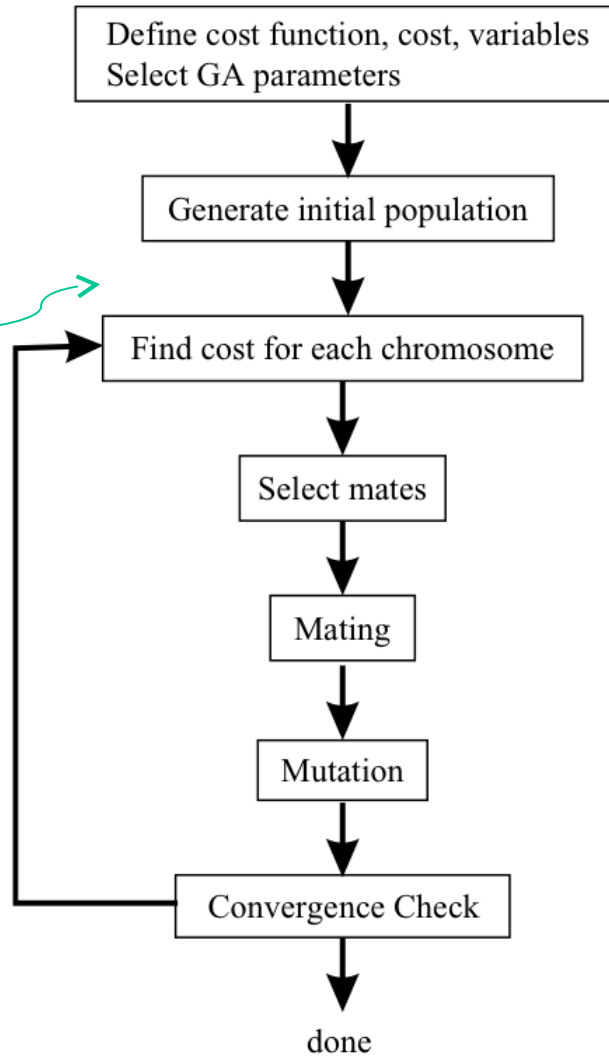 Define cost function, cost, variables
Select GA parameters
Generate initial population
Find cost for each chromosome
Select mates
Mating
Mutation
Convergence Check
done